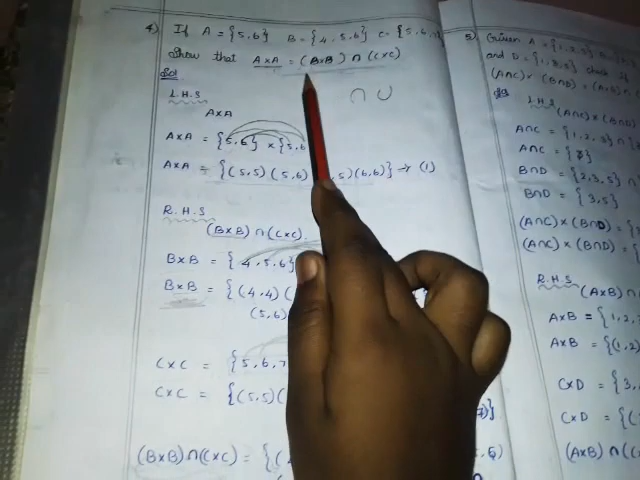 4) If A = {5,6} B = {4,5,6} C = {5,6,7}
Show that A×A = (B×B) ∩ (C×C)
Sol
L.H.S
∩ ∪
A×A
A×A = {5,6} × {5,6
A×A = {(5,5) (5,6) ,5) (6,6)} → (1)
R.H.S
(B×B) ∩ (C×C)
B×B = {4,5,6}
B×B = {(4,4) (
(5,6)
C×C = {5,6,7
C×C = {(5,5)(
7)}
(B×B) ∩ (C×C) = {(
5) Given A = {1,2,3}
and D = {1,3,5} check if
(A∩C) × (B∩D) = (A×B) ∩ (
L.H.S (A∩C) × (B∩D)
A∩C = {1,2,3} ∩ {
A∩C = {3}
B∩D = {2,3,5} ∩
B∩D = {3,5}
(A∩C) × (B∩D) = {
(A∩C) × (B∩D) = {
R.H.S (A×B) ∩
A×B = {1,2,
A×B = {(1,2)
C×D = {3,
C×D = {(
(A×B) ∩ (C